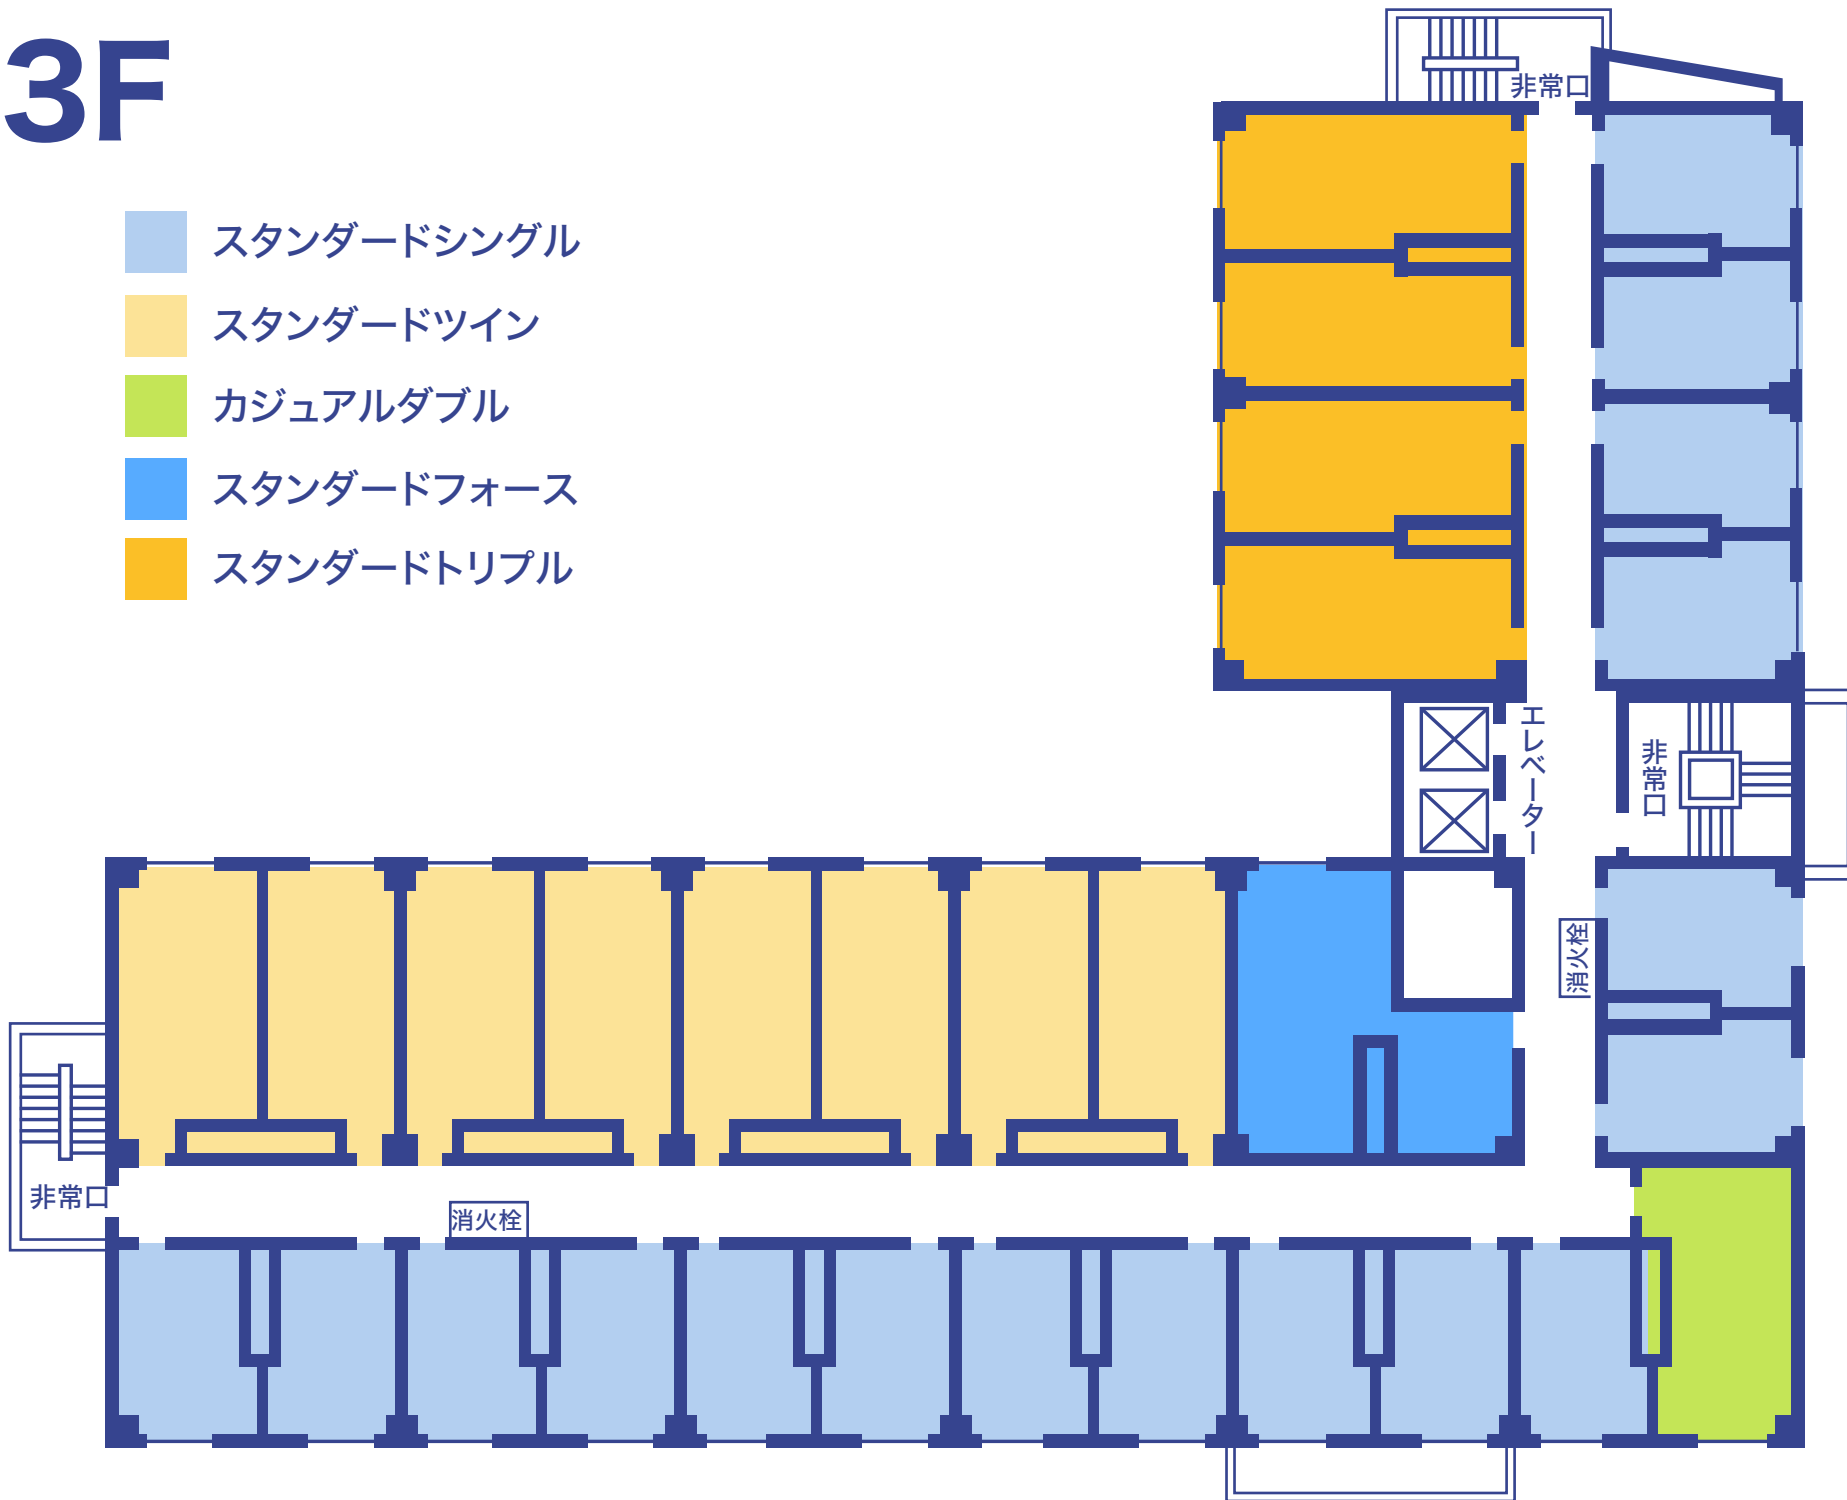 3F
スタンダードシングル
スタンダードツイン
カジュアルダブル
スタンダードフォース
スタンダードトリプル
非常口
エレベーター
非常口
消火栓
非常口
消火栓